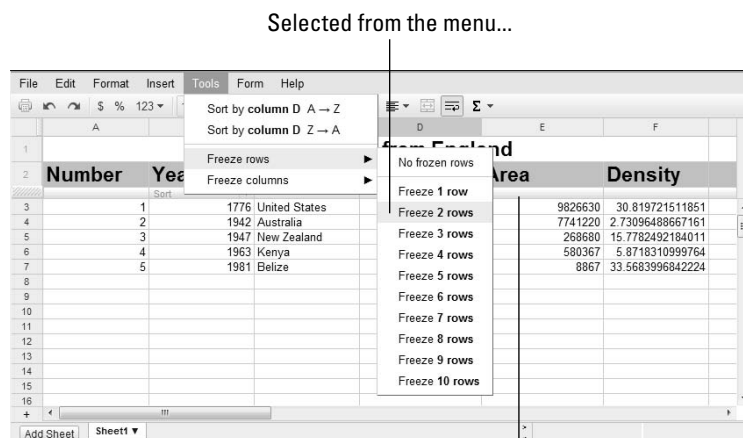 Selected from the menu...
File Edit Format Insert Tools Form Help
$ % 123 Σ
Sort by column D A → Z
Sort by column D Z → A
Freeze rows
Freeze columns
No frozen rows
Freeze 1 row
Freeze 2 rows
Freeze 3 rows
Freeze 4 rows
Freeze 5 rows
Freeze 6 rows
Freeze 7 rows
Freeze 8 rows
Freeze 9 rows
Freeze 10 rows
A D E F
1 from England
2 Number Yea Area Density
Sort
3 1 1776 United States 9826630 30.819721511851
4 2 1942 Australia 7741220 2.73096488667161
5 3 1947 New Zealand 268680 15.7782492184011
6 4 1963 Kenya 580367 5.8718310999764
7 5 1981 Belize 8867 33.5683996842224
8
9
10
11
12
13
14
15
16
+
Add Sheet Sheet1 ▼